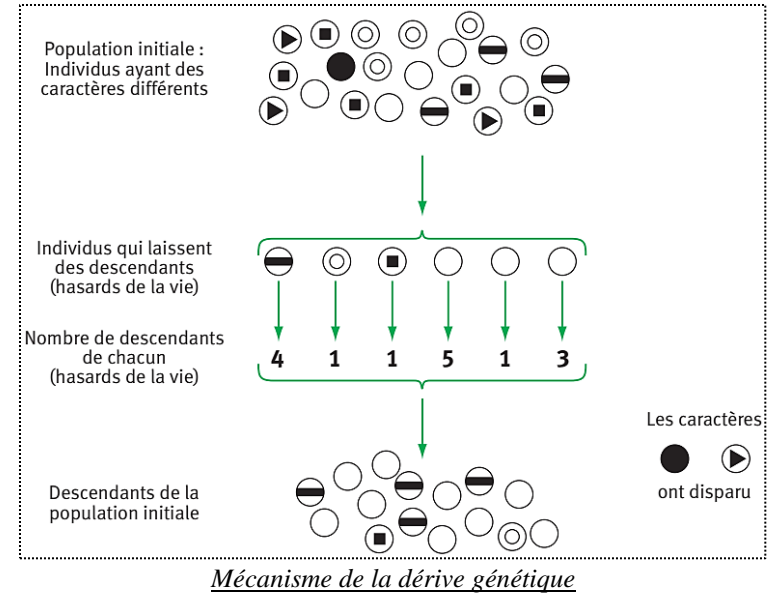 Population initiale :
Individus ayant des
caractères différents
Individus qui laissent
des descendants
(hasards de la vie)
Nombre de descendants
de chacun
(hasards de la vie)
4 1 1 5 1 3
Les caractères
ont disparu
Descendants de la
population initiale
Mécanisme de la dérive génétique